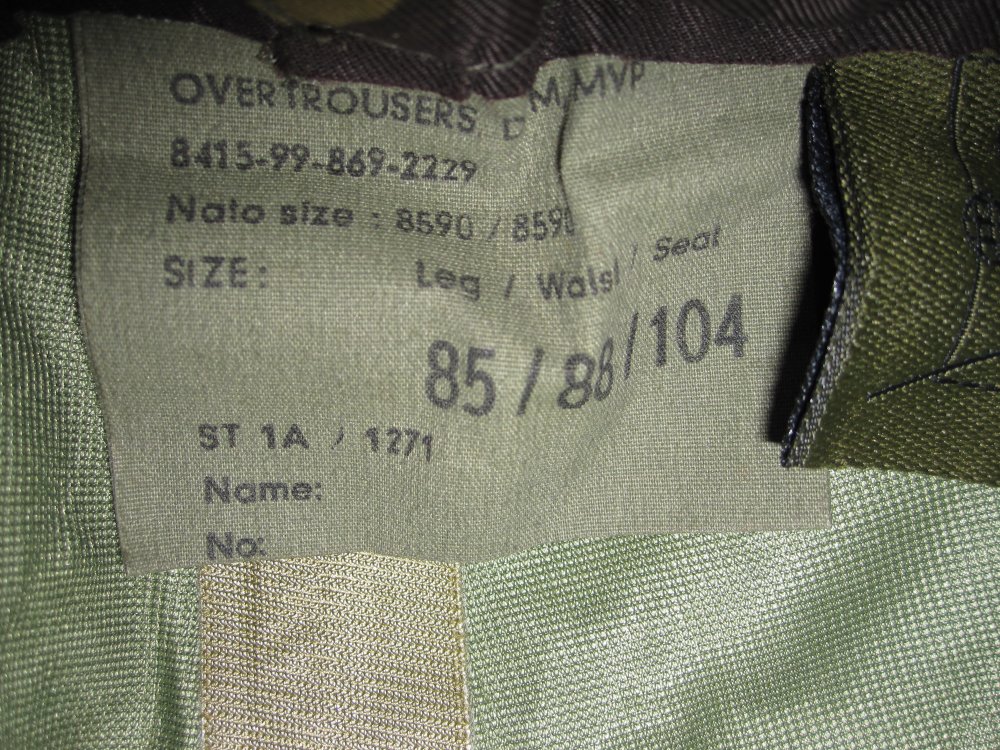 OVERTROUSERS, D M, MVP
8415-99-869-2229
Nato size : 8590 / 8590
SIZE: Leg / Waist / Seat
85 / 88 / 104
ST 1A / 1271
Name:
No: